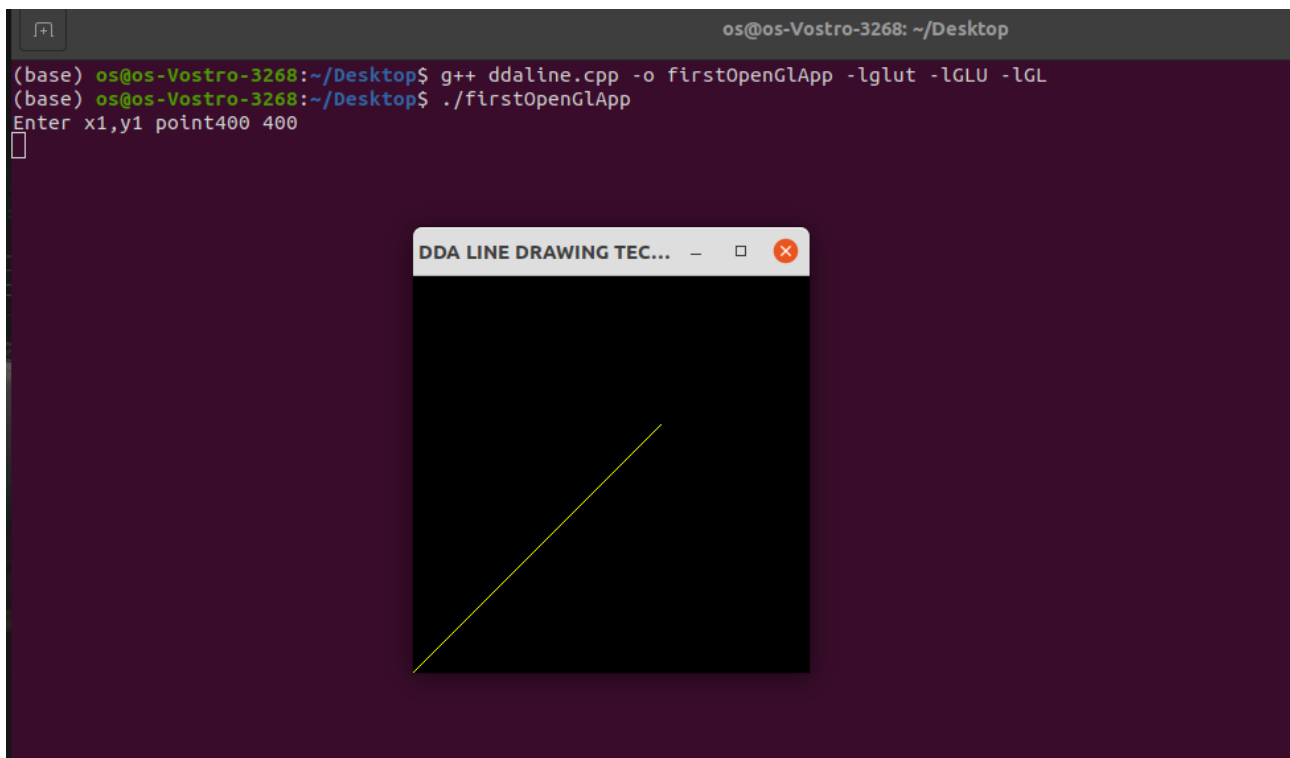 os@os-Vostro-3268: ~/Desktop
(base) os@os-Vostro-3268:~/Desktop$ g++ ddaline.cpp -o firstOpenGlApp -lglut -lGLU -lGL
(base) os@os-Vostro-3268:~/Desktop$ ./firstOpenGlApp
Enter x1,y1 point400 400
DDA LINE DRAWING TEC...